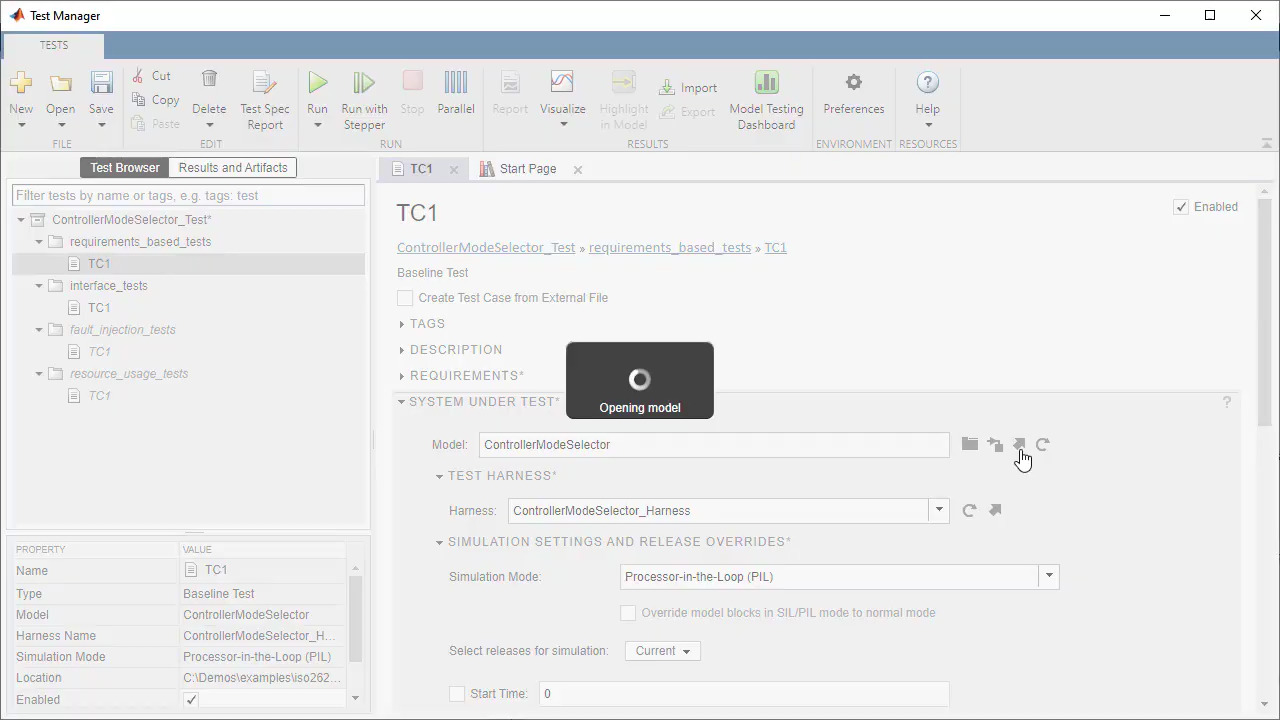 Test Manager
TESTS
New
Open
Save
Cut
Copy
Paste
Delete
Test Spec
Report
Run
Run with
Stepper
Stop
Parallel
Report
Visualize
Highlight
in Model
Import
Export
Model Testing
Dashboard
Preferences
Help
FILE
EDIT
RUN
RESULTS
ENVIRONMENT
RESOURCES
Test Browser
Results and Artifacts
Filter tests by name or tags, e.g. tags: test
ControllerModeSelector_Test*
requirements_based_tests
TC1
interface_tests
TC1
fault_injection_tests
TC1
resource_usage_tests
TC1
PROPERTY VALUE
Name TC1
Type Baseline Test
Model ControllerModeSelector
Harness Name ControllerModeSelector_H...
Simulation Mode Processor-in-the-Loop (PIL)
Location C:\Demos\examples\iso262...
Enabled
TC1
Start Page
TC1
Enabled
ControllerModeSelector_Test » requirements_based_tests » TC1
Baseline Test
Create Test Case from External File
TAGS
DESCRIPTION
REQUIREMENTS*
SYSTEM UNDER TEST*
?
Opening model
Model: ControllerModeSelector
TEST HARNESS*
Harness: ControllerModeSelector_Harness
SIMULATION SETTINGS AND RELEASE OVERRIDES*
Simulation Mode: Processor-in-the-Loop (PIL)
Override model blocks in SIL/PIL mode to normal mode
Select releases for simulation: Current
Start Time: 0